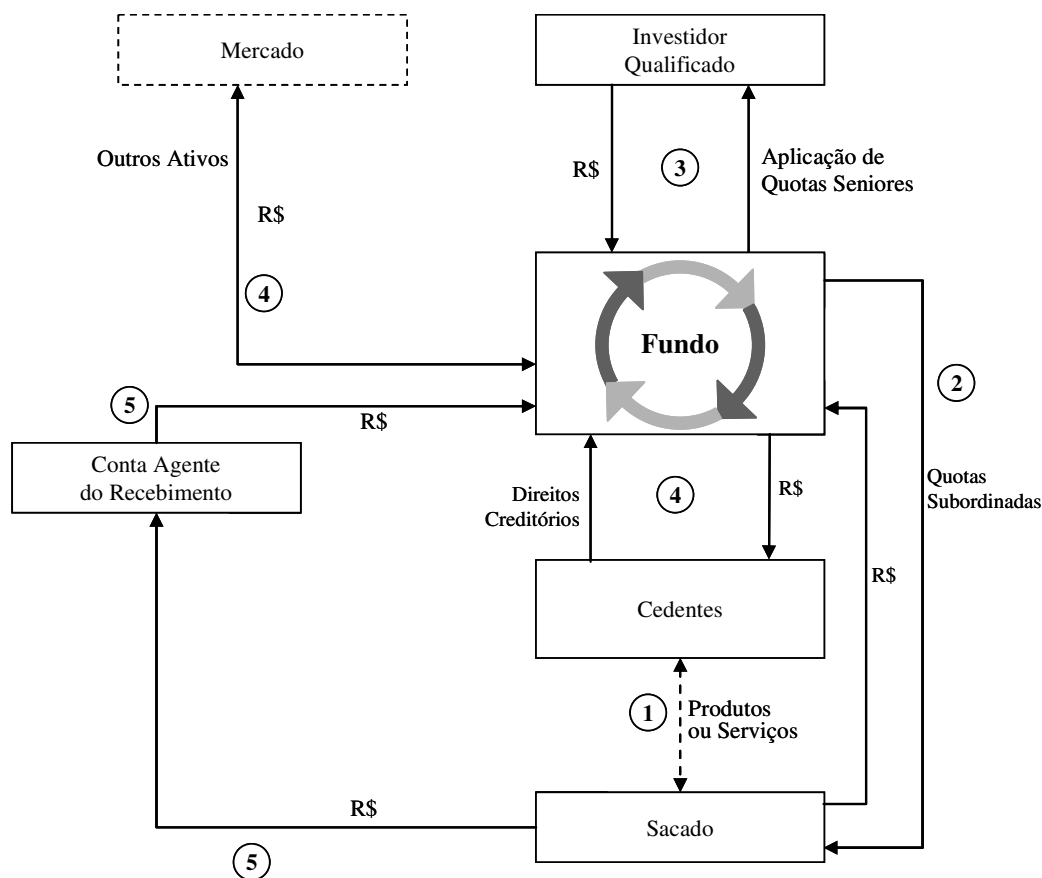 Mercado
Investidor
Qualificado
Outros Ativos
R$
3
Aplicação de
Quotas Seniores
R$
4
Fundo
2
5
R$
Conta Agente
do Recebimento
Direitos
Creditórios
4
R$
Quotas
Subordinadas
R$
Cedentes
1
Produtos
ou Serviços
R$
Sacado
5